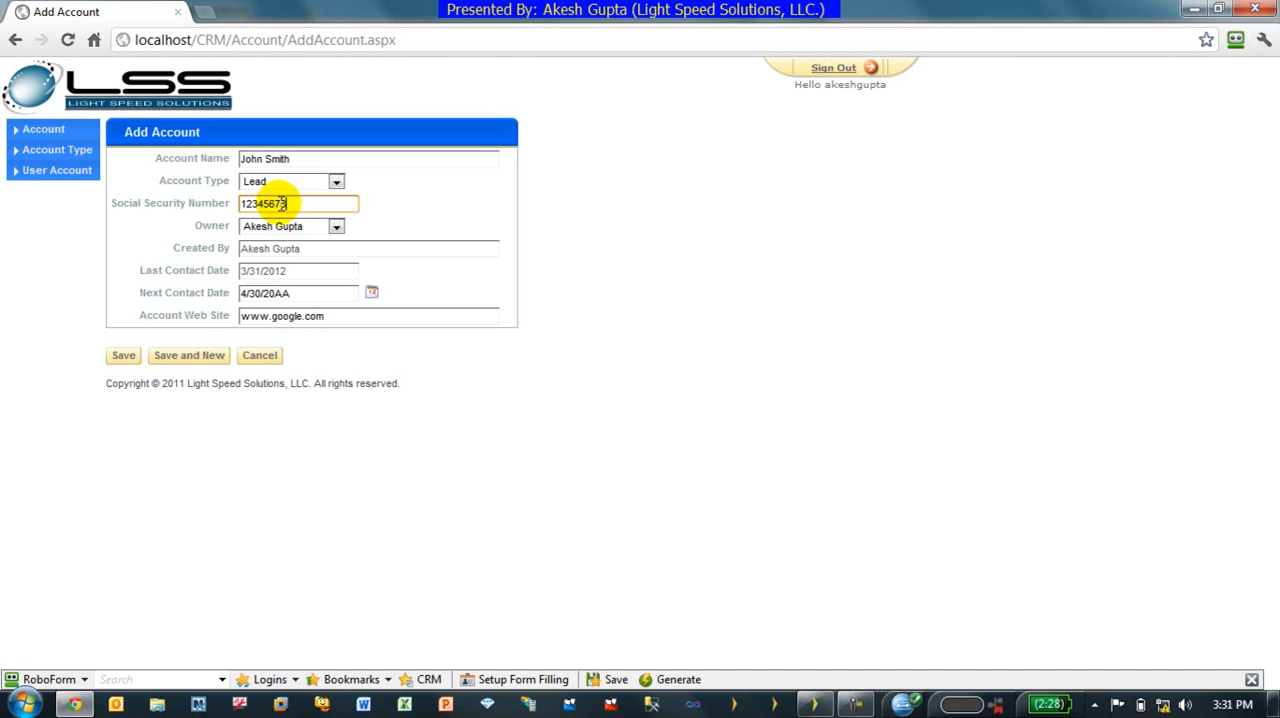 Add Account
Presented By: Akesh Gupta (Light Speed Solutions, LLC.)
localhost/CRM/Account/AddAccount.aspx
LSS
LIGHT SPEED SOLUTIONS
Sign Out
Hello akeshgupta
Account
Account Type
User Account
Add Account
Account Name John Smith
Account Type Lead
Social Security Number
Owner Akesh Gupta
Created By Akesh Gupta
Last Contact Date 3/31/2012
Next Contact Date 4/30/20AA
Account Web Site www.google.com
Save Save and New Cancel
Copyright © 2011 Light Speed Solutions, LLC. All rights reserved.
RoboForm Search Logins Bookmarks CRM Setup Form Filling Save Generate
(2:28) 3:31 PM